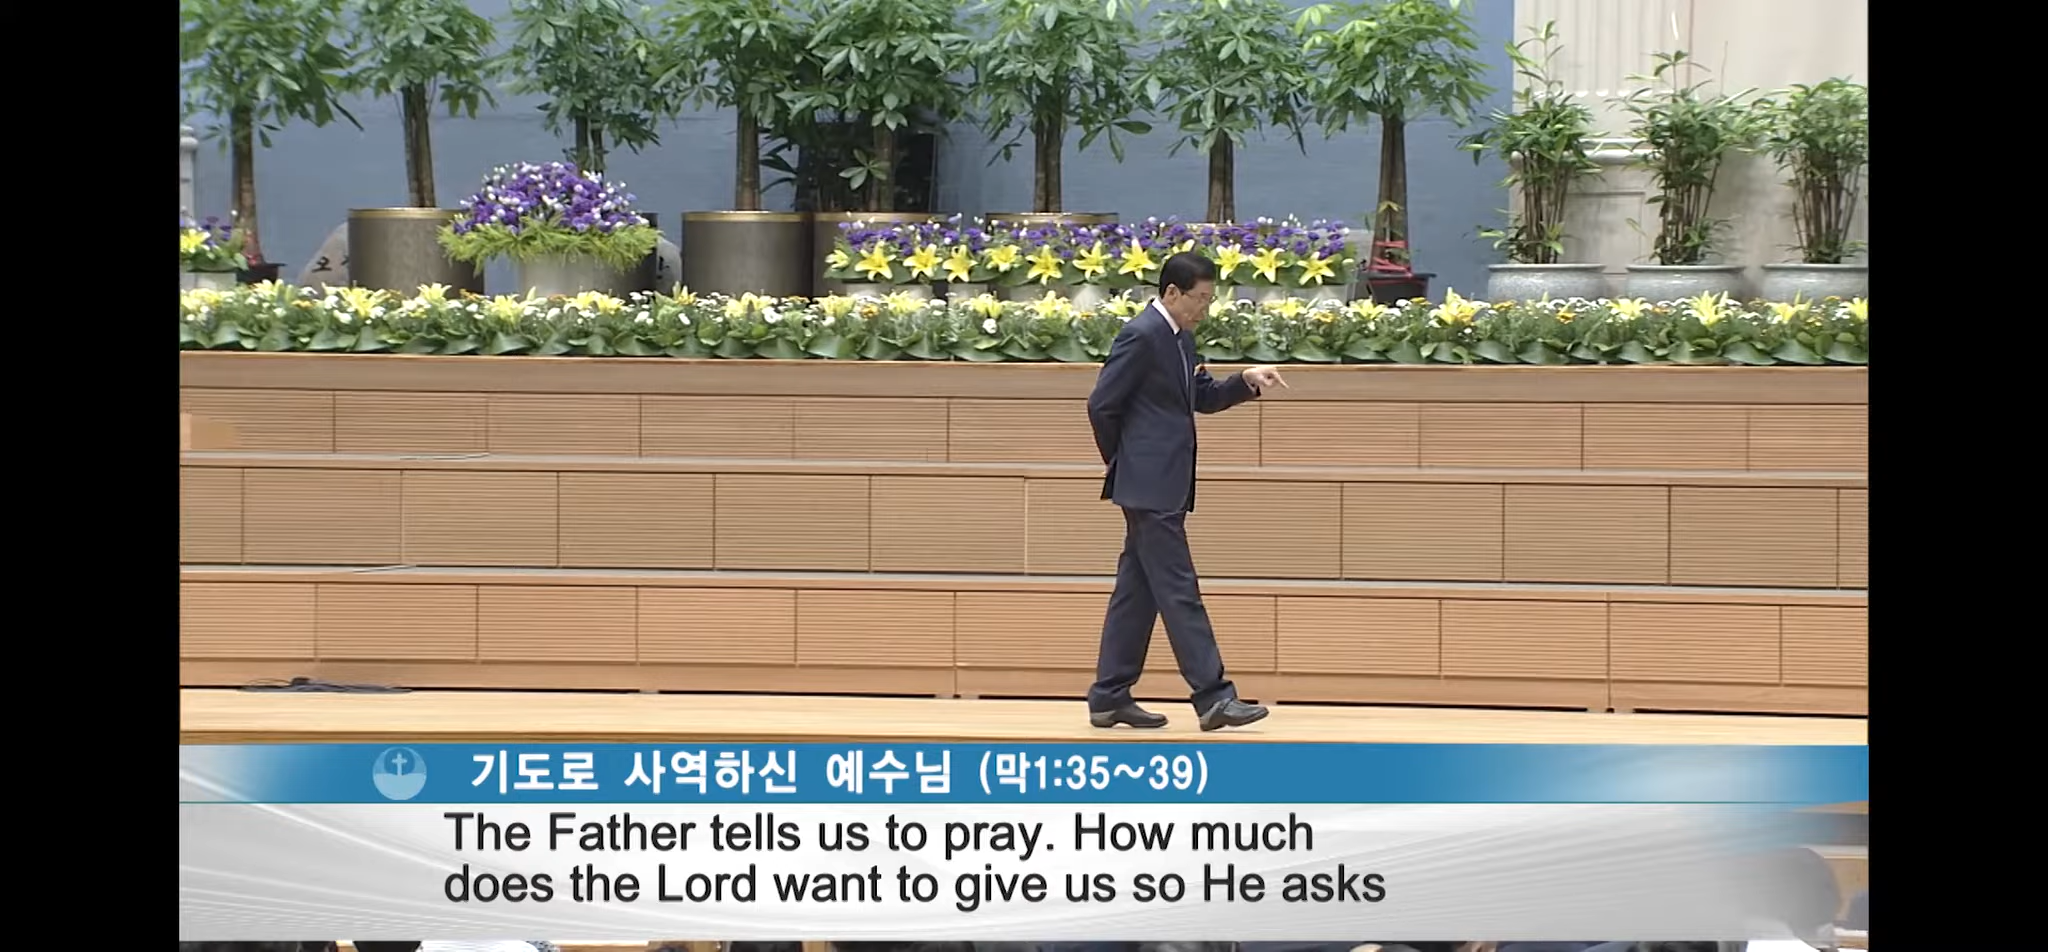 기도로 사역하신 예수님 (막1:35~39)
The Father tells us to pray. How much
does the Lord want to give us so He asks